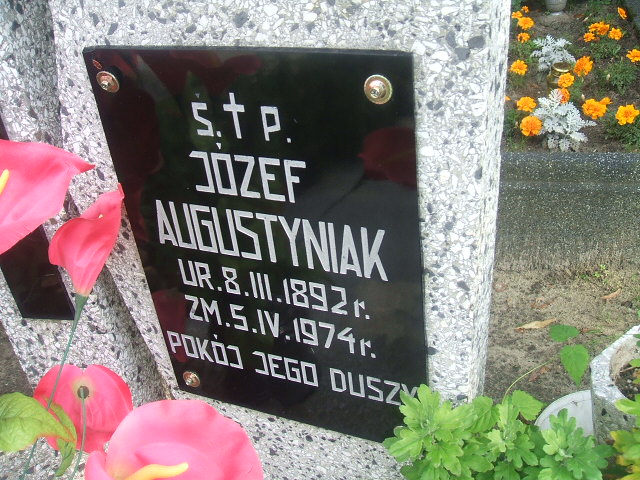 Ś. † P.
JÓZEF
AUGUSTYNIAK
UR. 8. III. 1892 r.
ZM. 5. IV. 1974 r.
POKÓJ JEGO DUSZY